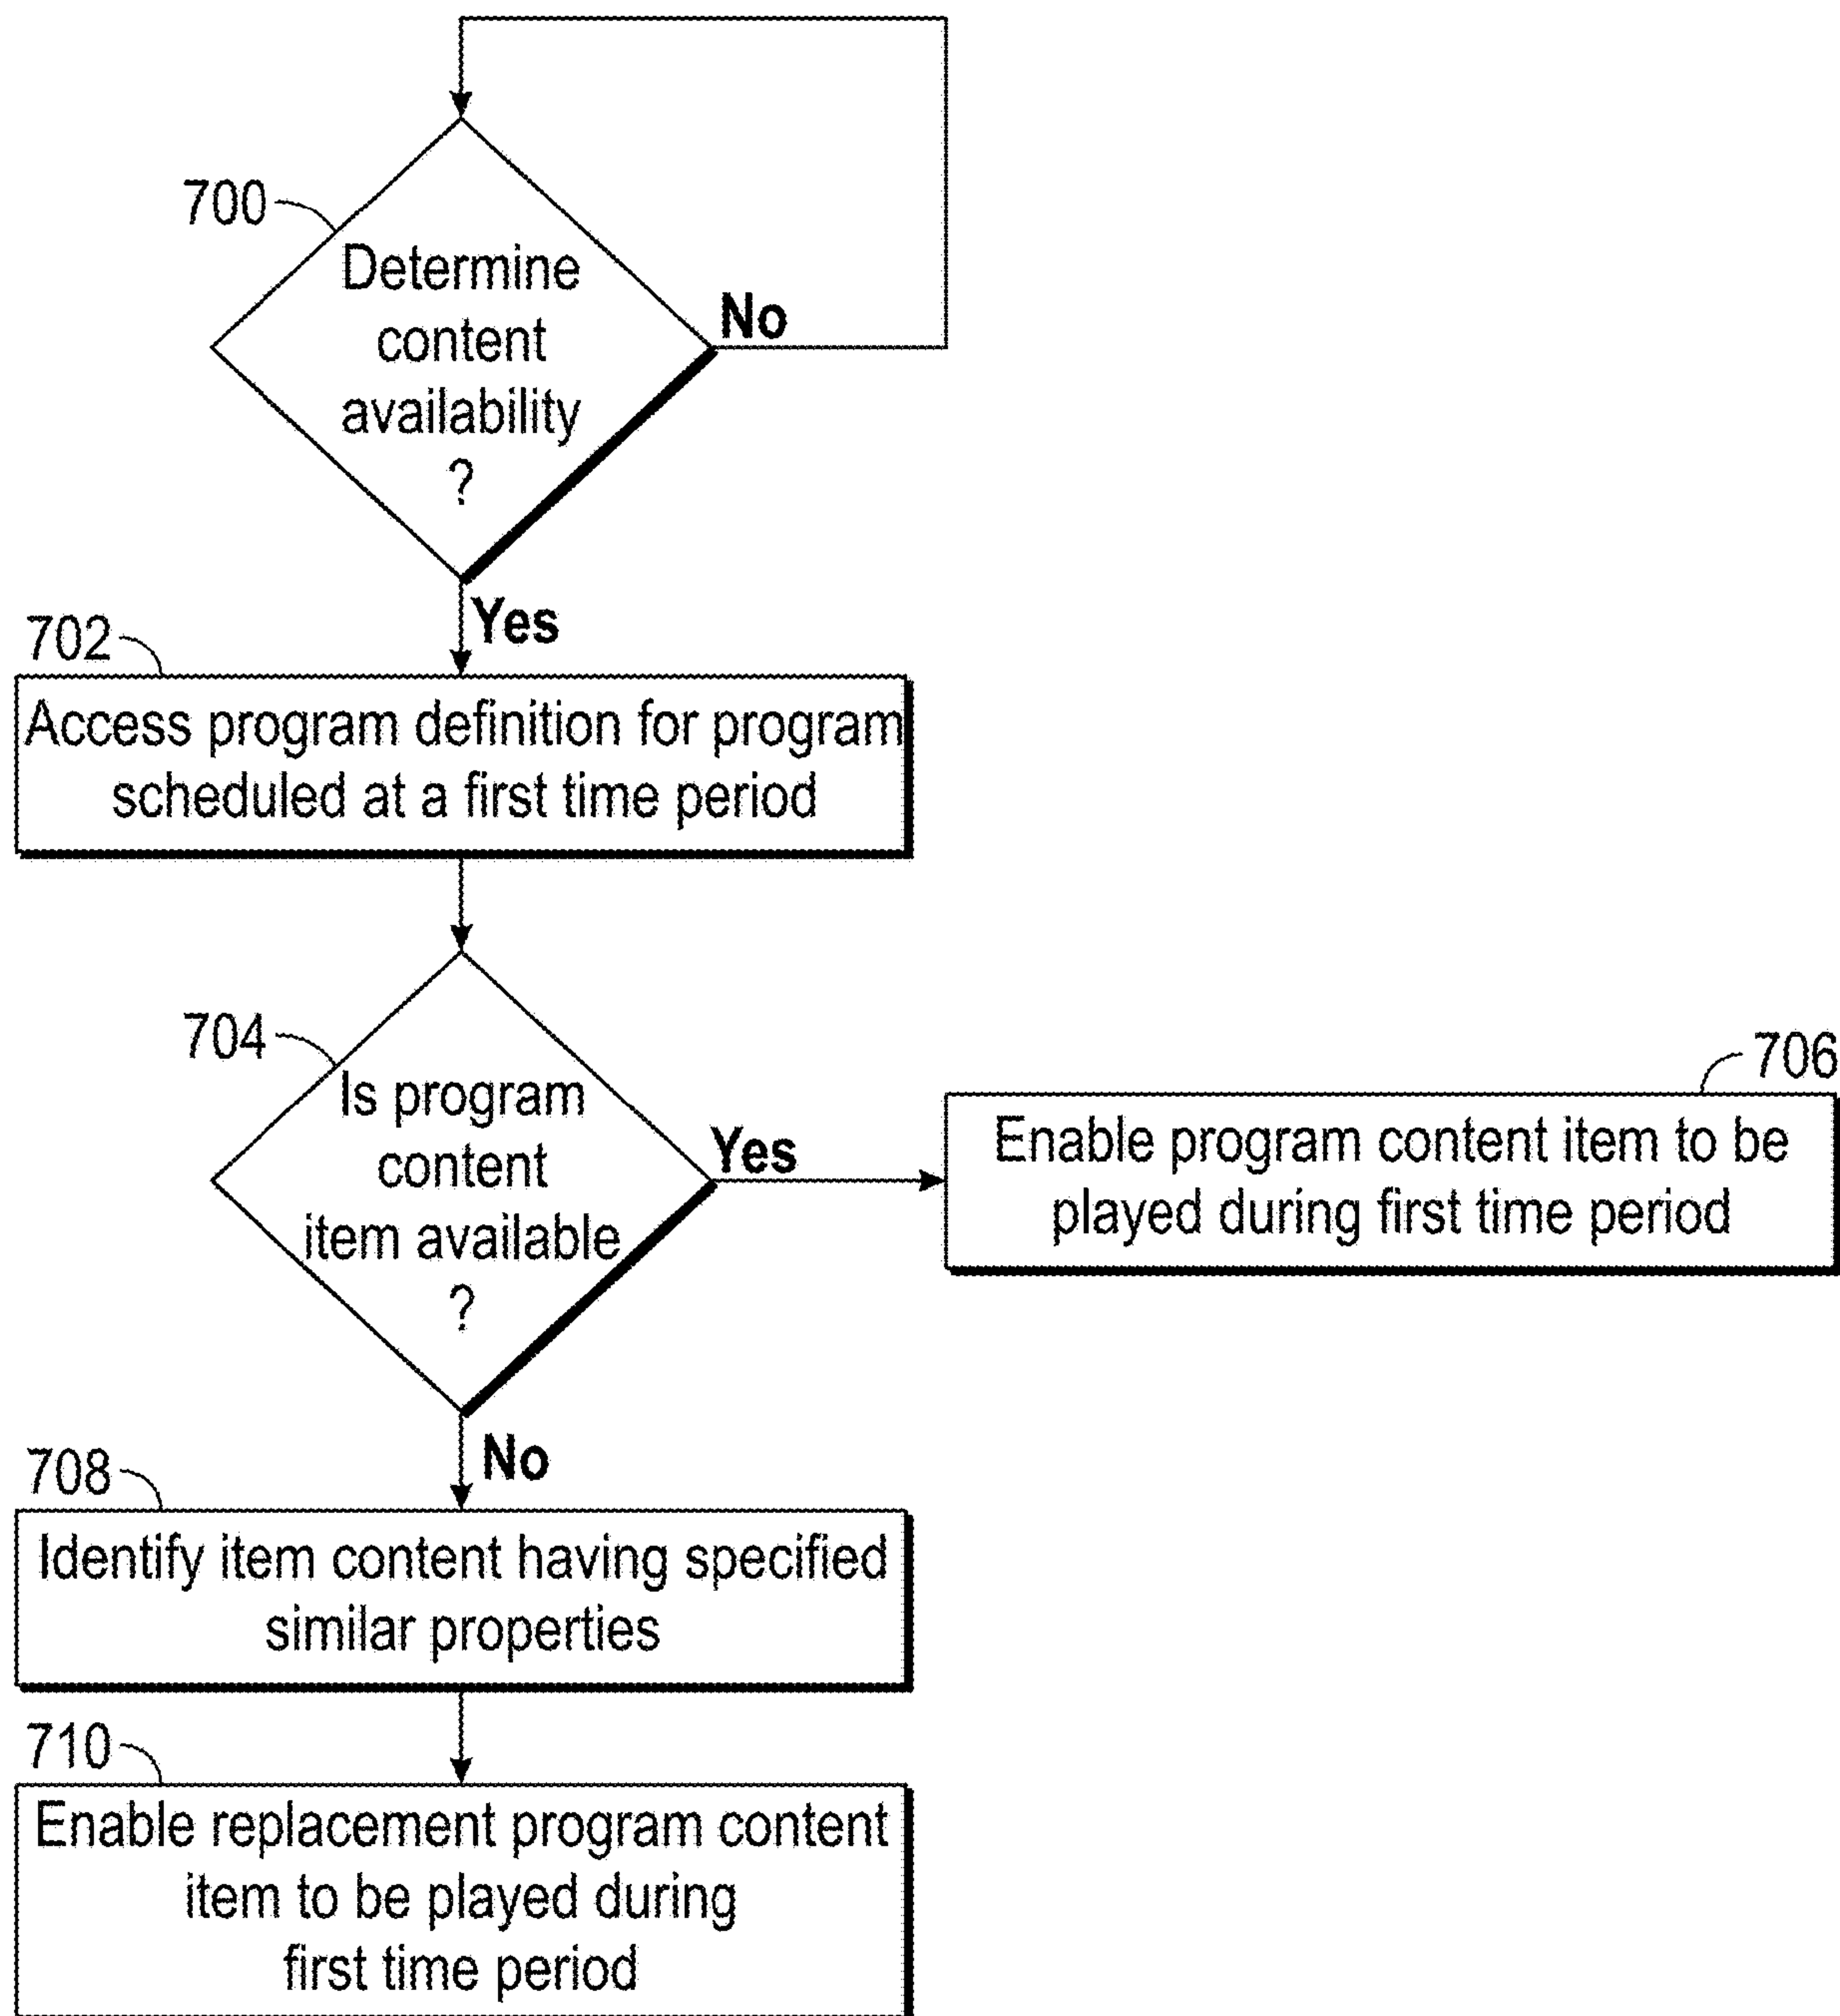 700
Determine
content
availability
?
No
Yes
702
Access program definition for program
scheduled at a first time period
704
Is program
content
item available
?
Yes
706
Enable program content item to be
played during first time period
No
708
Identify item content having specified
similar properties
710
Enable replacement program content
item to be played during
first time period